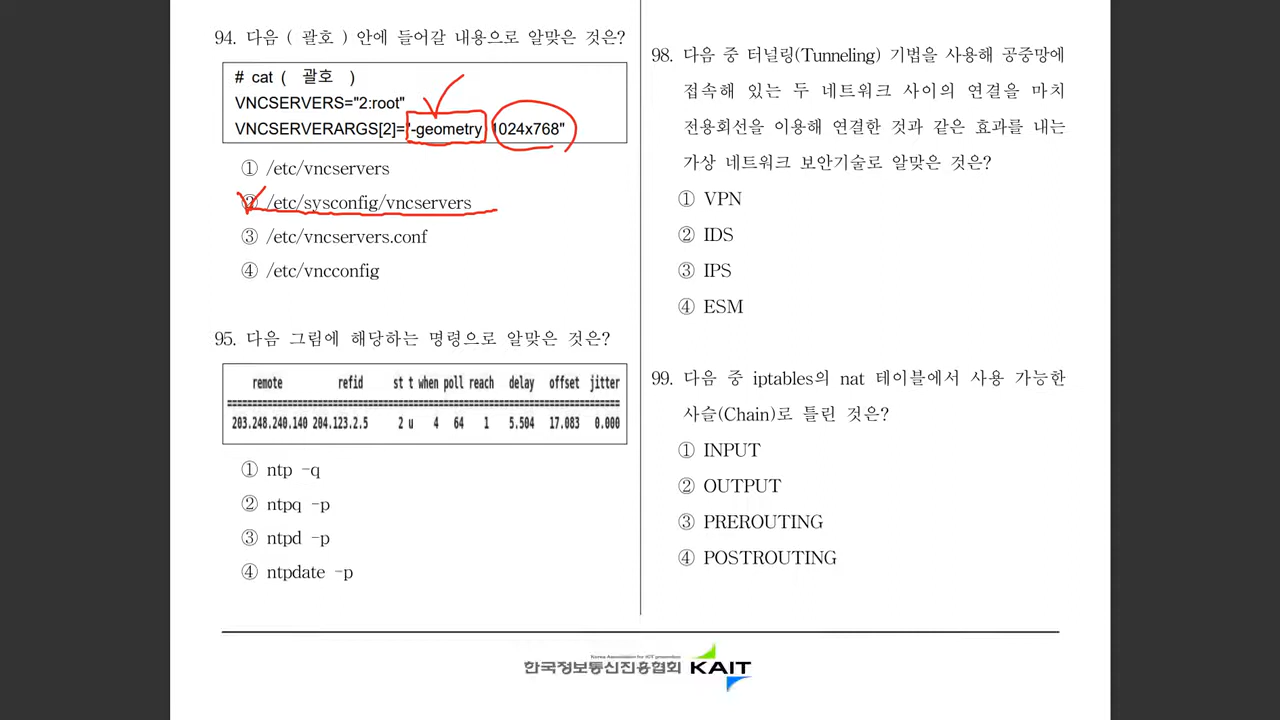 94. 다음 ( 괄호 ) 안에 들어갈 내용으로 알맞은 것은?
# cat ( 괄호 )
VNCSERVERS="2:root"
VNCSERVERARGS[2]="-geometry 1024x768"
① /etc/vncservers
② /etc/sysconfig/vncservers
③ /etc/vncservers.conf
④ /etc/vncconfig
95. 다음 그림에 해당하는 명령으로 알맞은 것은?
remote refid st t when poll reach delay offset jitter
==============================================================================
203.248.240.140 204.123.2.5 2 u 4 64 1 5.504 17.083 0.000
① ntp -q
② ntpq -p
③ ntpd -p
④ ntpdate -p
98. 다음 중 터널링(Tunneling) 기법을 사용해 공중망에
접속해 있는 두 네트워크 사이의 연결을 마치
전용회선을 이용해 연결한 것과 같은 효과를 내는
가상 네트워크 보안기술로 알맞은 것은?
① VPN
② IDS
③ IPS
④ ESM
99. 다음 중 iptables의 nat 테이블에서 사용 가능한
사슬(Chain)로 틀린 것은?
① INPUT
② OUTPUT
③ PREROUTING
④ POSTROUTING
Korea Association for ICT promotion
한국정보통신진흥협회 KAIT